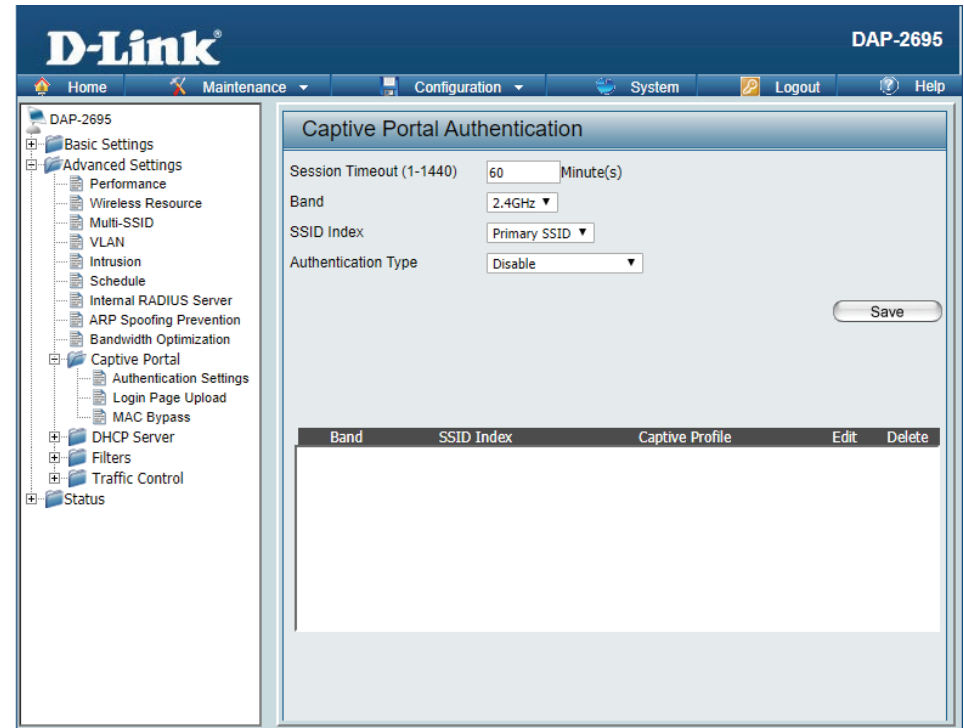 D-Link®
DAP-2695
Home Maintenance Configuration System Logout Help
DAP-2695
Basic Settings
Advanced Settings
Performance
Wireless Resource
Multi-SSID
VLAN
Intrusion
Schedule
Internal RADIUS Server
ARP Spoofing Prevention
Bandwidth Optimization
Captive Portal
Authentication Settings
Login Page Upload
MAC Bypass
DHCP Server
Filters
Traffic Control
Status
Captive Portal Authentication
Session Timeout (1-1440) 60 Minute(s)
Band 2.4GHz
SSID Index Primary SSID
Authentication Type Disable
Save
Band SSID Index Captive Profile Edit Delete